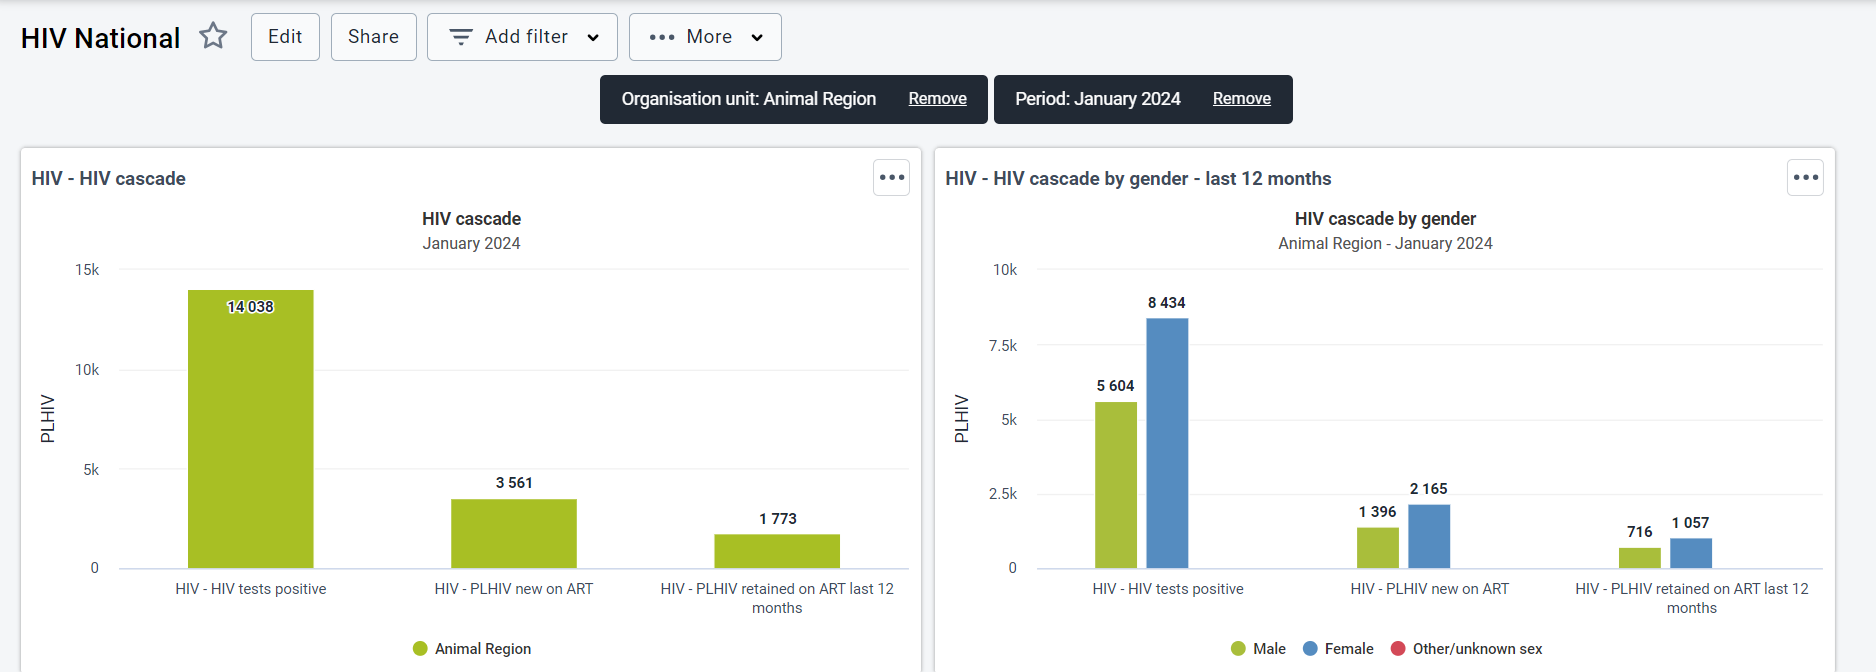 HIV National
Edit
Share
Add filter
More
Organisation unit: Animal Region
Remove
Period: January 2024
Remove
HIV - HIV cascade
HIV cascade
January 2024
15k
10k
5k
0
PLHIV
14 038
3 561
1 773
HIV - HIV tests positive
HIV - PLHIV new on ART
HIV - PLHIV retained on ART last 12
months
Animal Region
HIV - HIV cascade by gender - last 12 months
HIV cascade by gender
Animal Region - January 2024
10k
7.5k
5k
2.5k
0
PLHIV
5 604
8 434
1 396
2 165
716
1 057
HIV - HIV tests positive
HIV - PLHIV new on ART
HIV - PLHIV retained on ART last 12
months
Male
Female
Other/unknown sex